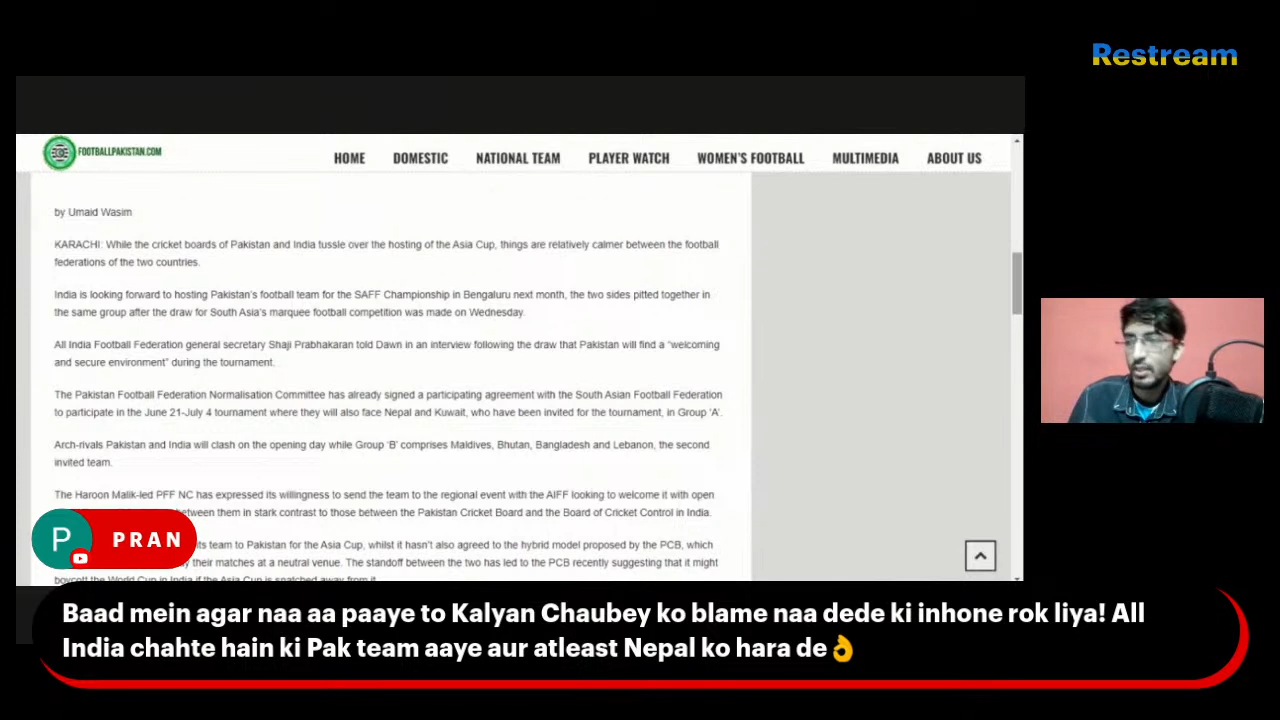 Restream
FOOTBALLPAKISTAN.COM
HOME DOMESTIC NATIONAL TEAM PLAYER WATCH WOMEN'S FOOTBALL MULTIMEDIA ABOUT US
by Umaid Wasim
KARACHI: While the cricket boards of Pakistan and India tussle over the hosting of the Asia Cup, things are relatively calmer between the football
federations of the two countries.
India is looking forward to hosting Pakistan's football team for the SAFF Championship in Bengaluru next month, the two sides pitted together in
the same group after the draw for South Asia's marquee football competition was made on Wednesday.
All India Football Federation general secretary Shaji Prabhakaran told Dawn in an interview following the draw that Pakistan will find a "welcoming
and secure environment" during the tournament.
The Pakistan Football Federation Normalisation Committee has already signed a participating agreement with the South Asian Football Federation
to participate in the June 21-July 4 tournament where they will also face Nepal and Kuwait, who have been invited for the tournament, in Group 'A'.
Arch-rivals Pakistan and India will clash on the opening day while Group 'B' comprises Maldives, Bhutan, Bangladesh and Lebanon, the second
invited team.
The Haroon Malik-led PFF NC has expressed its willingness to send the team to the regional event with the AIFF looking to welcome it with open
between them in stark contrast to those between the Pakistan Cricket Board and the Board of Cricket Control in India.
its team to Pakistan for the Asia Cup, whilst it hasn't also agreed to the hybrid model proposed by the PCB, which
their matches at a neutral venue. The standoff between the two has led to the PCB recently suggesting that it might
boycott the World Cup in India if the Asia Cup is snatched away from it.
P PRAN
Baad mein agar naa aa paaye to Kalyan Chaubey ko blame naa dede ki inhone rok liya! All
India chahte hain ki Pak team aaye aur atleast Nepal ko hara de👌